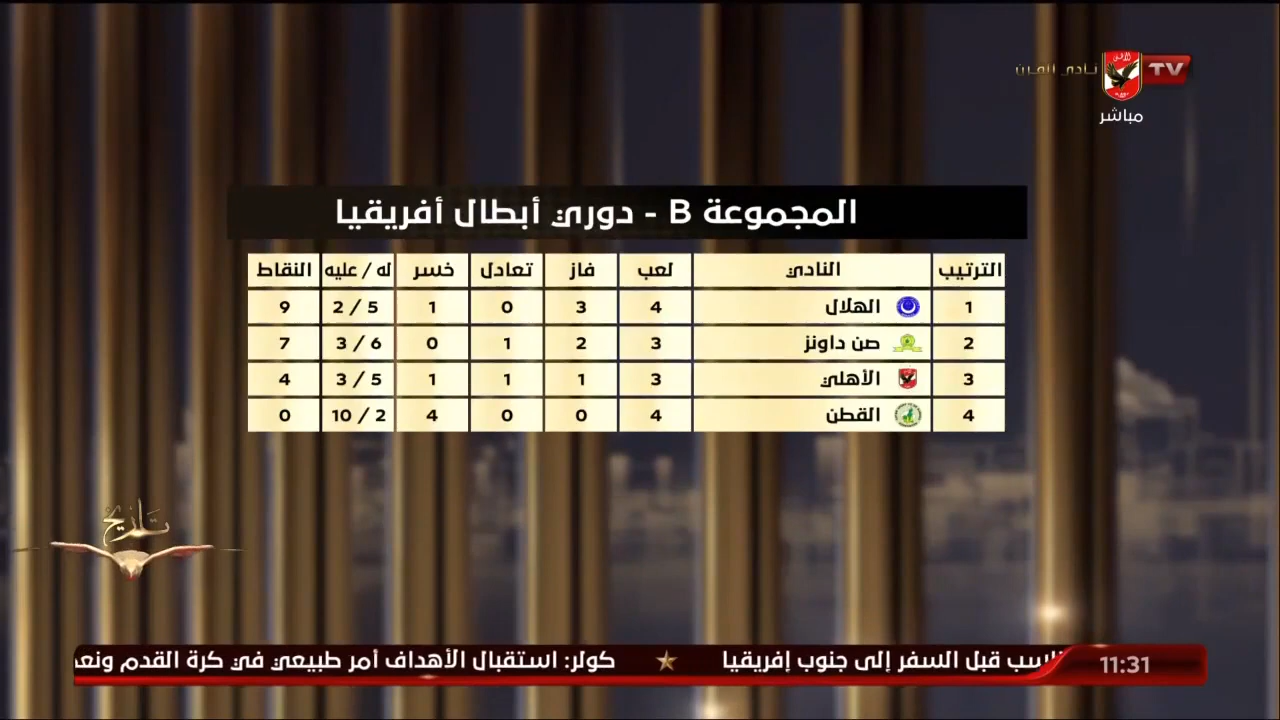 نادي القرن TV
مباشر
المجموعة B - دوري أبطال أفريقيا
الترتيب النادي لعب فاز تعادل خسر له / عليه النقاط
1 الهلال 4 3 0 1 5 / 2 9
2 صن داونز 3 2 1 0 6 / 3 7
3 الأهلي 3 1 1 1 5 / 3 4
4 القطن 4 0 0 4 2 / 10 0
تاريخ
11:31 قبل السفر إلى جنوب إفريقيا ★ كولر: استقبال الأهداف أمر طبيعي في كرة القدم